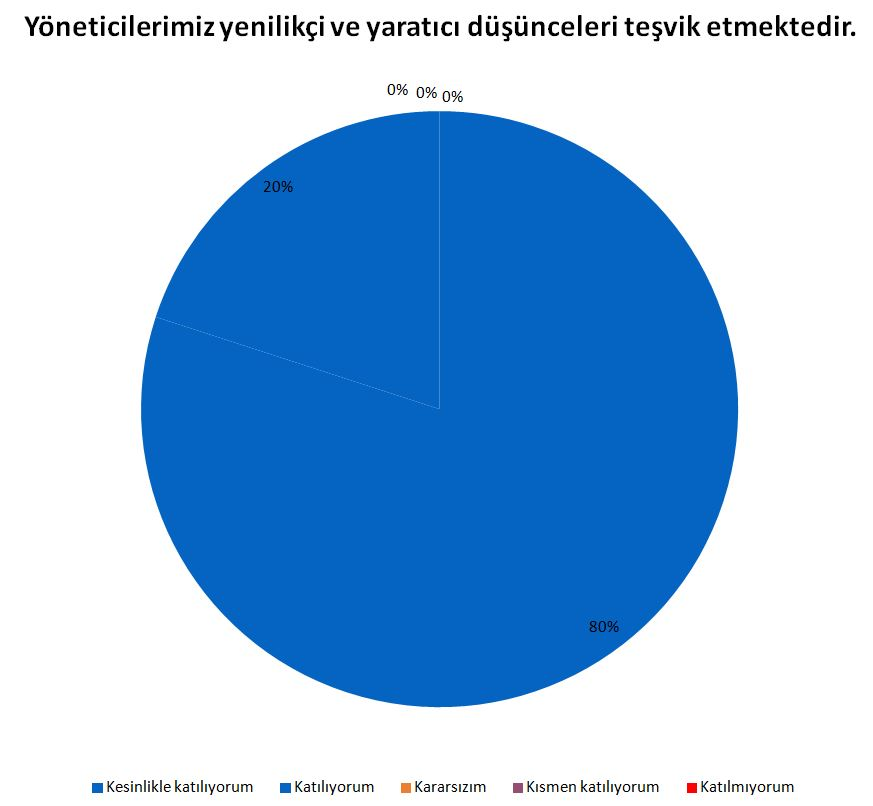 Yöneticilerimiz yenilikçi ve yaratıcı düşünceleri teşvik etmektedir.
0% 0% 0%
20%
80%
Kesinlikle katılıyorum Katılıyorum Kararsızım Kısmen katılıyorum Katılmıyorum